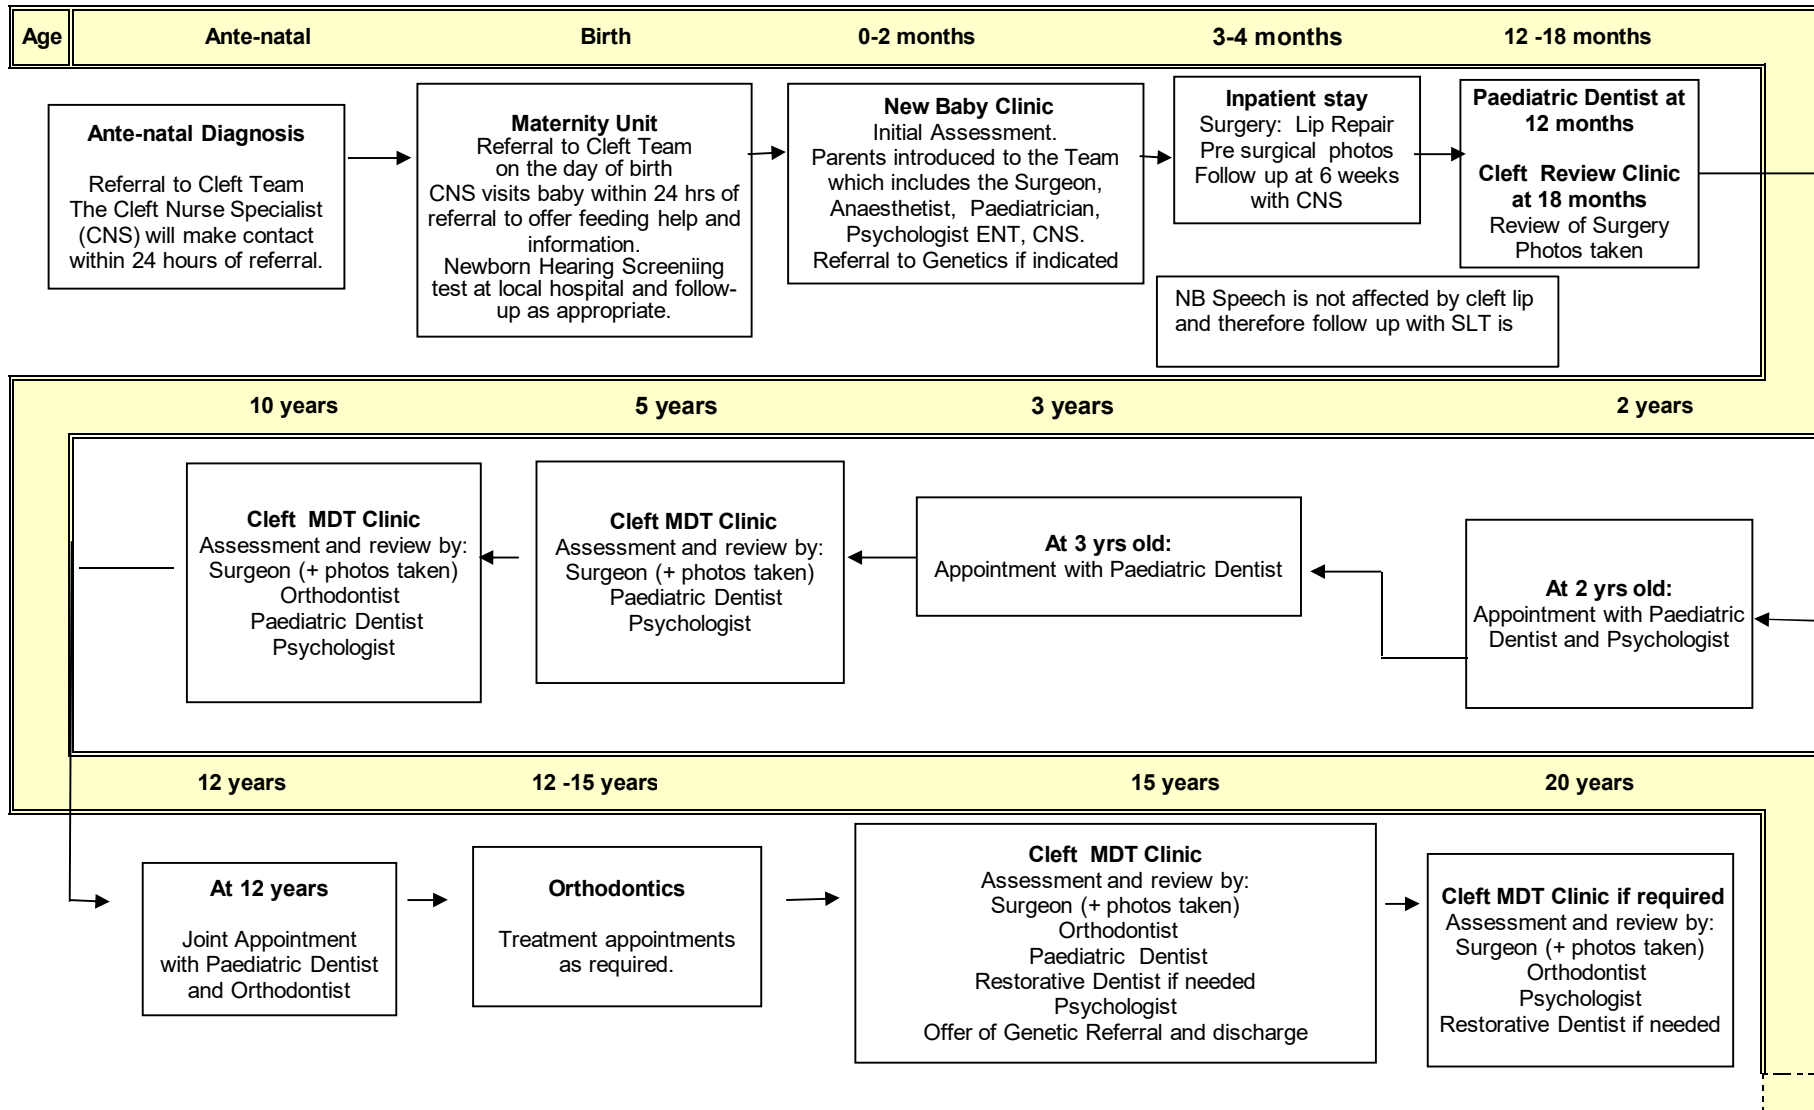 Age
Ante-natal
Birth
0-2 months
3-4 months
12 -18 months
Ante-natal Diagnosis
Referral to Cleft Team
The Cleft Nurse Specialist
(CNS) will make contact
within 24 hours of referral.
Maternity Unit
Referral to Cleft Team
on the day of birth
CNS visits baby within 24 hrs of
referral to offer feeding help and
information.
Newborn Hearing Screeniing
test at local hospital and follow-
up as appropriate.
New Baby Clinic
Initial Assessment.
Parents introduced to the Team
which includes the Surgeon,
Anaesthetist, Paediatrician,
Psychologist ENT, CNS.
Referral to Genetics if indicated
Inpatient stay
Surgery: Lip Repair
Pre surgical photos
Follow up at 6 weeks
with CNS
Paediatric Dentist at
12 months
Cleft Review Clinic
at 18 months
Review of Surgery
Photos taken
NB Speech is not affected by cleft lip
and therefore follow up with SLT is
10 years
5 years
3 years
2 years
Cleft MDT Clinic
Assessment and review by:
Surgeon (+ photos taken)
Orthodontist
Paediatric Dentist
Psychologist
Cleft MDT Clinic
Assessment and review by:
Surgeon (+ photos taken)
Paediatric Dentist
Psychologist
At 3 yrs old:
Appointment with Paediatric Dentist
At 2 yrs old:
Appointment with Paediatric
Dentist and Psychologist
12 years
12 -15 years
15 years
20 years
At 12 years
Joint Appointment
with Paediatric Dentist
and Orthodontist
Orthodontics
Treatment appointments
as required.
Cleft MDT Clinic
Assessment and review by:
Surgeon (+ photos taken)
Orthodontist
Paediatric Dentist
Restorative Dentist if needed
Psychologist
Offer of Genetic Referral and discharge
Cleft MDT Clinic if required
Assessment and review by:
Surgeon (+ photos taken)
Orthodontist
Psychologist
Restorative Dentist if needed